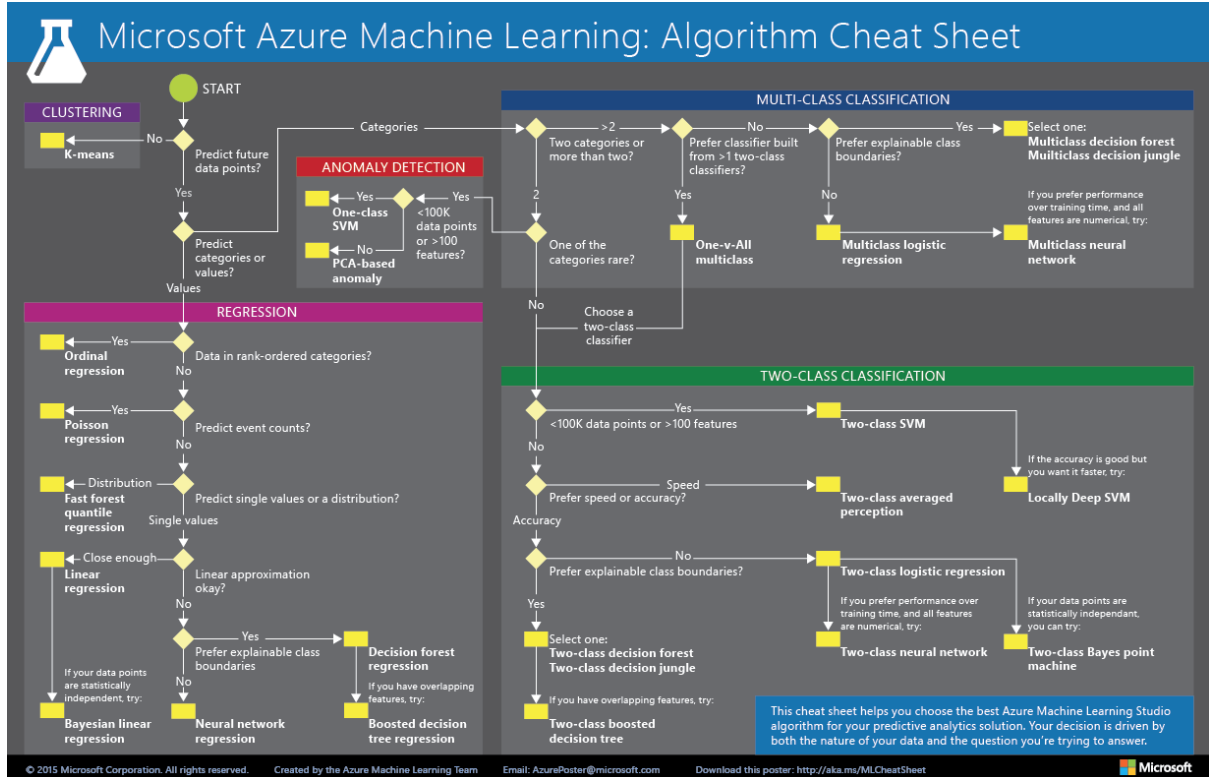 Microsoft Azure Machine Learning: Algorithm Cheat Sheet
START
CLUSTERING
No
K-means
Predict future
data points?
Yes
Predict
categories or
values?
Categories
Values
ANOMALY DETECTION
Yes
One-class
SVM
No
PCA-based
anomaly
<100K
data points
or >100
features?
Yes
MULTI-CLASS CLASSIFICATION
Two categories or
more than two?
>2
2
Prefer classifier built
from >1 two-class
classifiers?
No
Yes
Prefer explainable class
boundaries?
Yes
No
Select one:
Multiclass decision forest
Muilticlass decision jungle
One of the
categories rare?
No
One-v-All
multiclass
Multiclass logistic
regression
If you prefer performance
over training time, and all
features are numerical, try:
Multiclass neural
network
Choose a
two-class
classifier
REGRESSION
Yes
Ordinal
regression
Data in rank-ordered categories?
No
Yes
Poisson
regression
Predict event counts?
No
Distribution
Fast forest
quantile
regression
Predict single values or a distribution?
Single values
Close enough
Linear
regression
Linear approximation
okay?
No
Yes
Prefer explainable class
boundaries
No
Decision forest
regression
If your data points
are statistically
independent, try:
Bayesian linear
regression
Neural network
regression
If you have overlapping
features, try:
Boosted decision
tree regression
TWO-CLASS CLASSIFICATION
Yes
<100K data points or >100 features
No
Two-class SVM
If the accuracy is good but
you want it faster, try:
Locally Deep SVM
Speed
Prefer speed or accuracy?
Accuracy
Two-class averaged
perception
No
Prefer explainable class boundaries?
Yes
Two-class logistic regression
If you prefer performance over
training time, and all features
are numerical, try:
Two-class neural network
If your data points are
statistically independant,
you can try:
Two-class Bayes point
machine
Select one:
Two-class decision forest
Two-class decision jungle
If you have overlapping features, try:
Two-class boosted
decision tree
This cheat sheet helps you choose the best Azure Machine Learning Studio
algorithm for your predictive analytics solution. Your decision is driven by
both the nature of your data and the question you're trying to answer.
© 2015 Microsoft Corporation. All rights reserved. Created by the Azure Machine Learning Team Email: AzurePoster@microsoft.com Download this poster: http://aka.ms/MLCheatSheet Microsoft